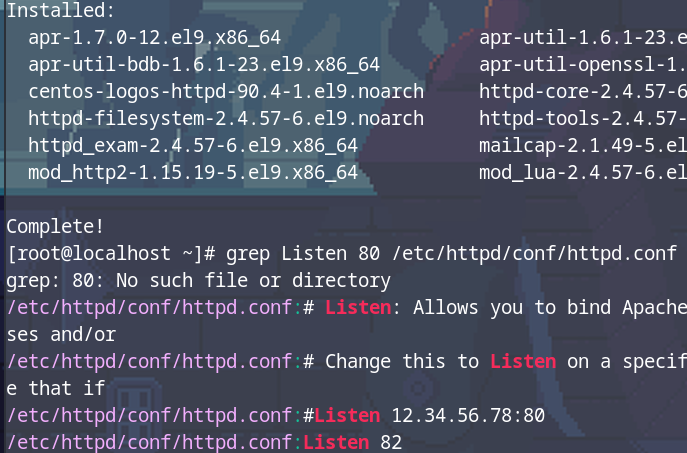 Installed:
apr-1.7.0-12.el9.x86_64 apr-util-1.6.1-23.e
apr-util-bdb-1.6.1-23.el9.x86_64 apr-util-openssl-1.
centos-logos-httpd-90.4-1.el9.noarch httpd-core-2.4.57-6
httpd-filesystem-2.4.57-6.el9.noarch httpd-tools-2.4.57-
httpd_exam-2.4.57-6.el9.x86_64 mailcap-2.1.49-5.el
mod_http2-1.15.19-5.el9.x86_64 mod_lua-2.4.57-6.el
Complete!
[root@localhost ~]# grep Listen 80 /etc/httpd/conf/httpd.conf
grep: 80: No such file or directory
/etc/httpd/conf/httpd.conf:# Listen: Allows you to bind Apache
ses and/or
/etc/httpd/conf/httpd.conf:# Change this to Listen on a specif
e that if
/etc/httpd/conf/httpd.conf:#Listen 12.34.56.78:80
/etc/httpd/conf/httpd.conf:Listen 82